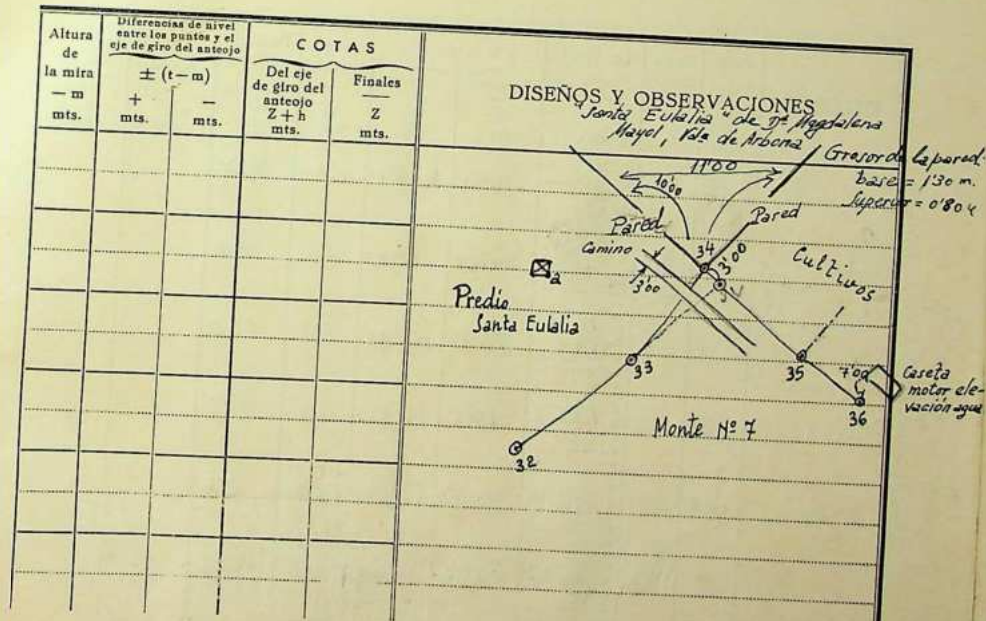 Altura
de
la mira
— m
mts.
Diferencias de nivel
entre los puntos y el
eje de giro del anteojo
± (t — m)
+
mts.
—
mts.
COTAS
Del eje
de giro del
anteojo
Z + h
mts.
Finales
Z
mts.
DISEÑOS Y OBSERVACIONES
"Santa Eulalia" de Dª Magdalena
Mayol, Vda de Arbona
Grosor de la pared.
base = 1'30 m.
Superior = 0'80
11'00
10'00
Pared
Pared
Camino
34
3'00
3'00
Cultivos
a
Predio
Santa Eulalia
33
35
7'00
Caseta
motor ele-
vación agua
36
Monte Nº 7
32